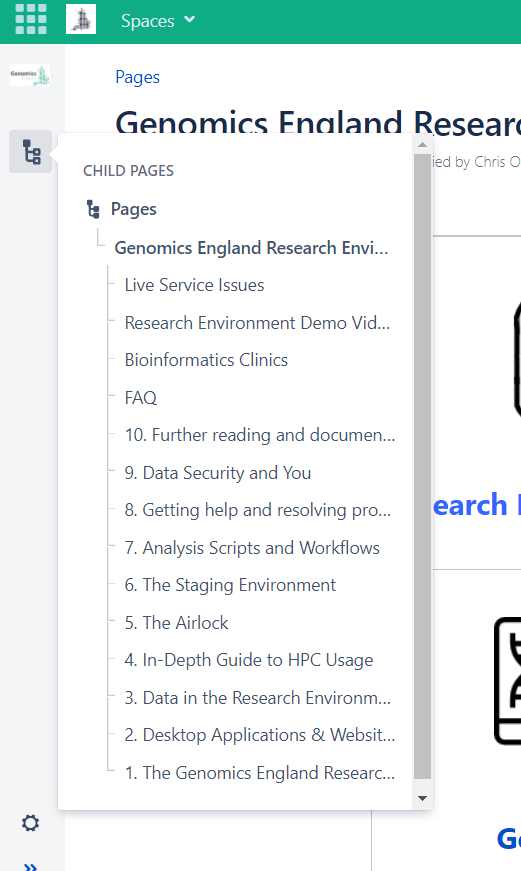 Spaces
Genomics
Pages
Genomics England Researc
ied by Chris O
CHILD PAGES
Pages
Genomics England Research Envi...
Live Service Issues
Research Environment Demo Vid...
Bioinformatics Clinics
FAQ
10. Further reading and documen...
9. Data Security and You
8. Getting help and resolving pro...
7. Analysis Scripts and Workflows
6. The Staging Environment
5. The Airlock
4. In-Depth Guide to HPC Usage
3. Data in the Research Environm...
2. Desktop Applications & Websit...
1. The Genomics England Researc...
earch
Ge